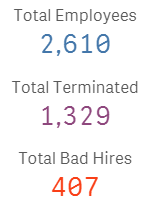 Total Employees
2,610
Total Terminated
1,329
Total Bad Hires
407